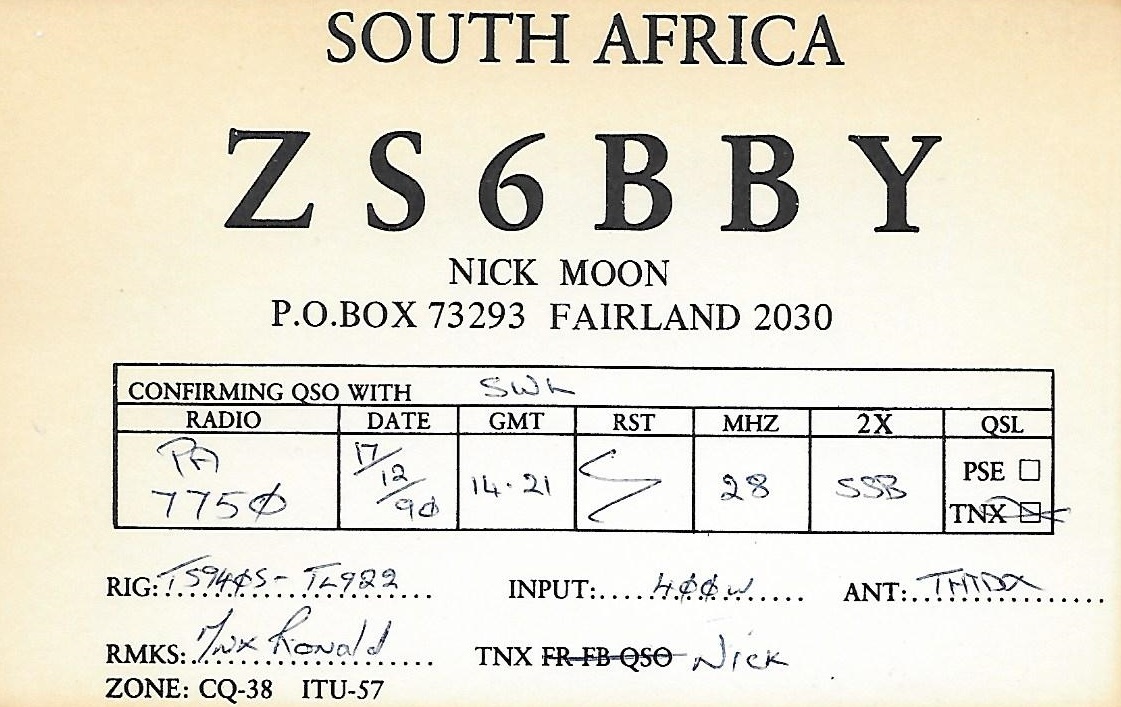 SOUTH AFRICA
ZS6BBY
NICK MOON
P.O.BOX 73293 FAIRLAND 2030
CONFIRMING QSO WITH SWL
RADIO DATE GMT RST MHZ 2X QSL
PA 7750 17/12/90 14.21 28 SSB PSE
TNX
RIG: TS940S - TL922 INPUT: 400W ANT:
RMKS: Tnx Ronald TNX FR FB QSO Nick
ZONE: CQ-38 ITU-57